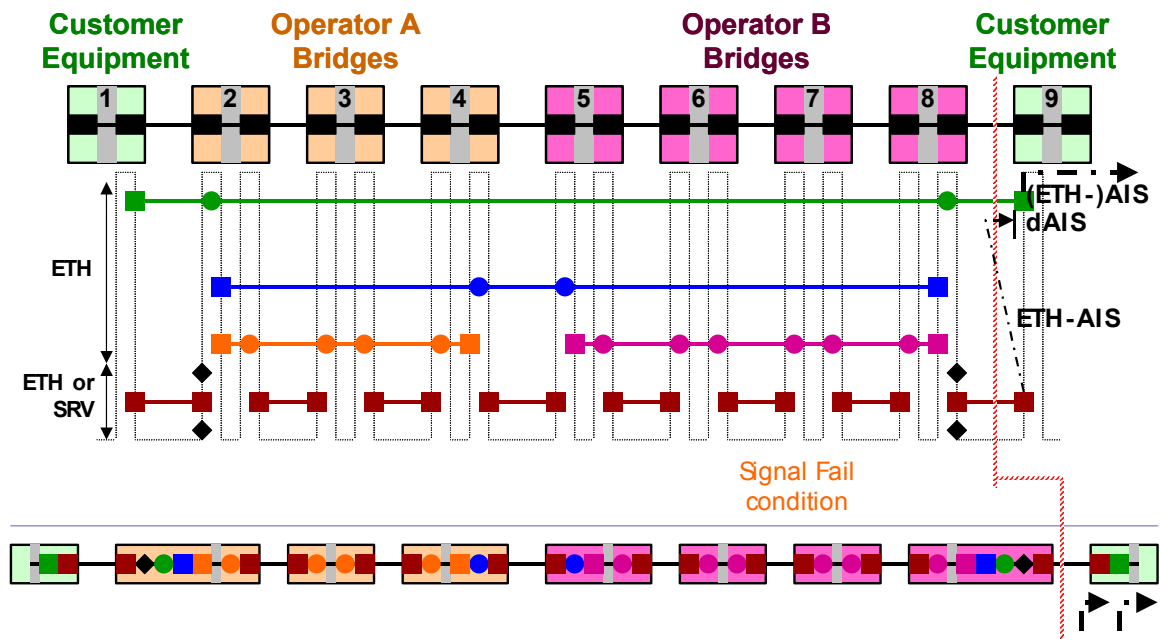 Customer
Equipment
Operator A
Bridges
Operator B
Bridges
Customer
Equipment
1
2
3
4
5
6
7
8
9
(ETH-)AIS
dAIS
ETH
ETH-AIS
ETH or
SRV
Signal Fail
condition